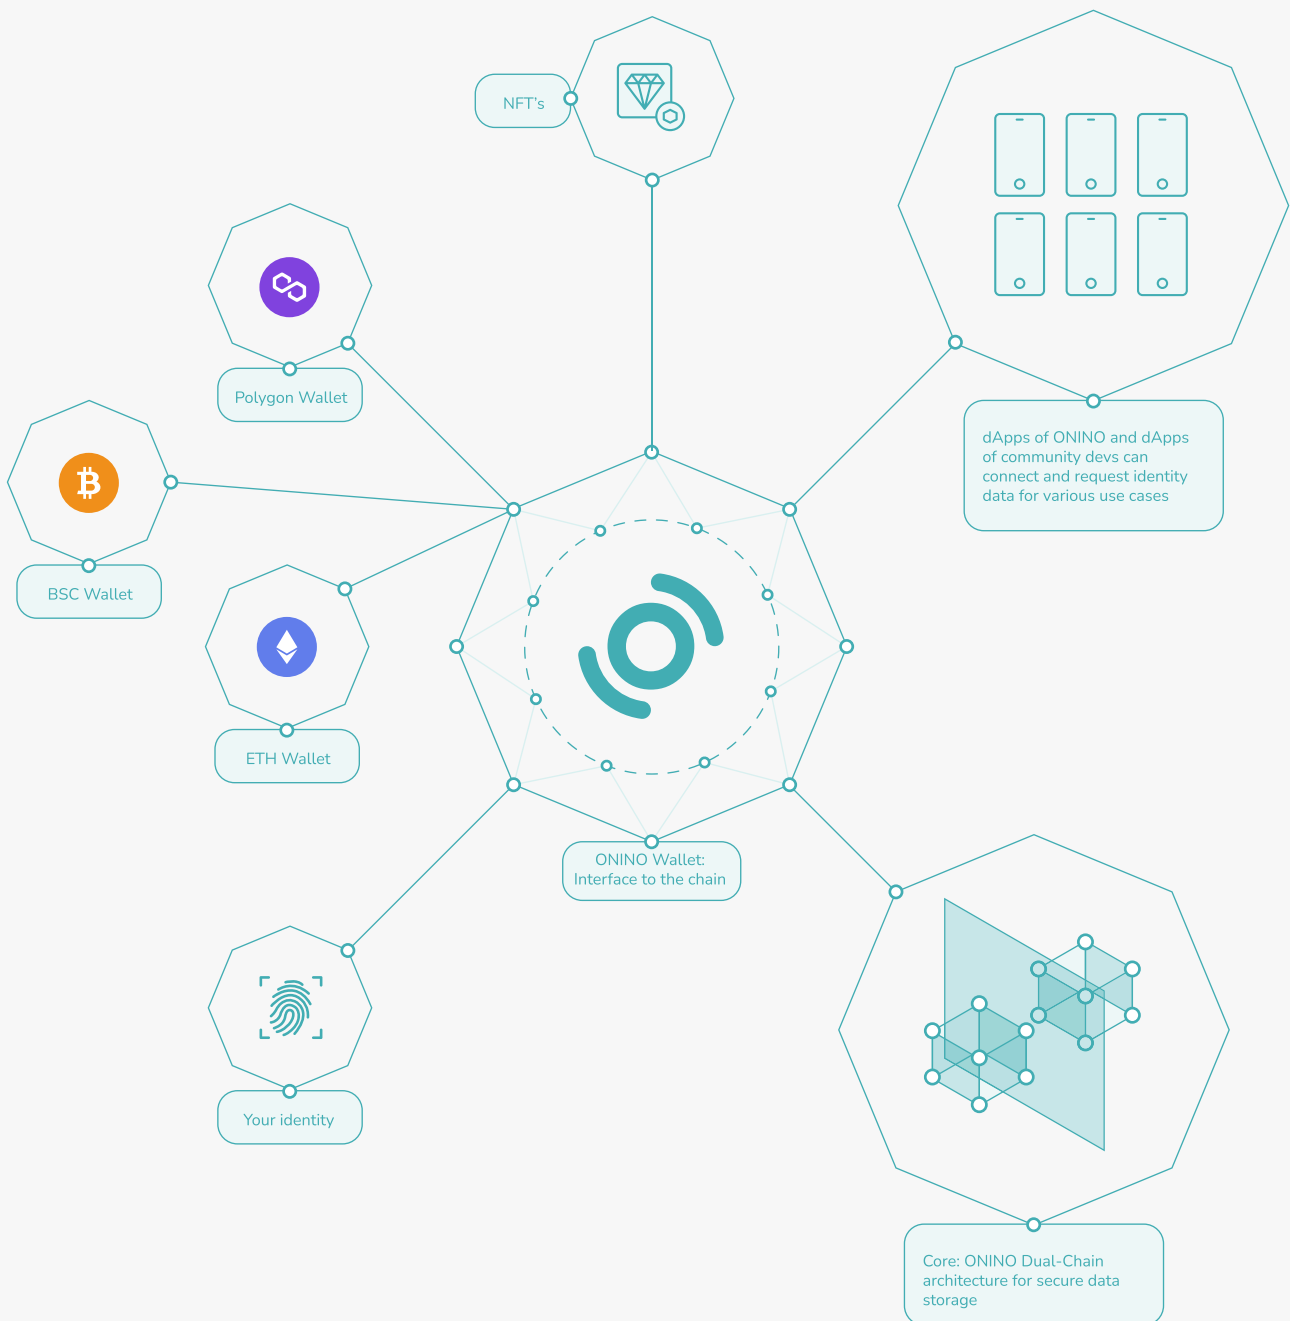 NFT's
Polygon Wallet
dApps of ONINO and dApps
of community devs can
connect and request identity
data for various use cases
BSC Wallet
ETH Wallet
ONINO Wallet:
Interface to the chain
Your identity
Core: ONINO Dual-Chain
architecture for secure data
storage